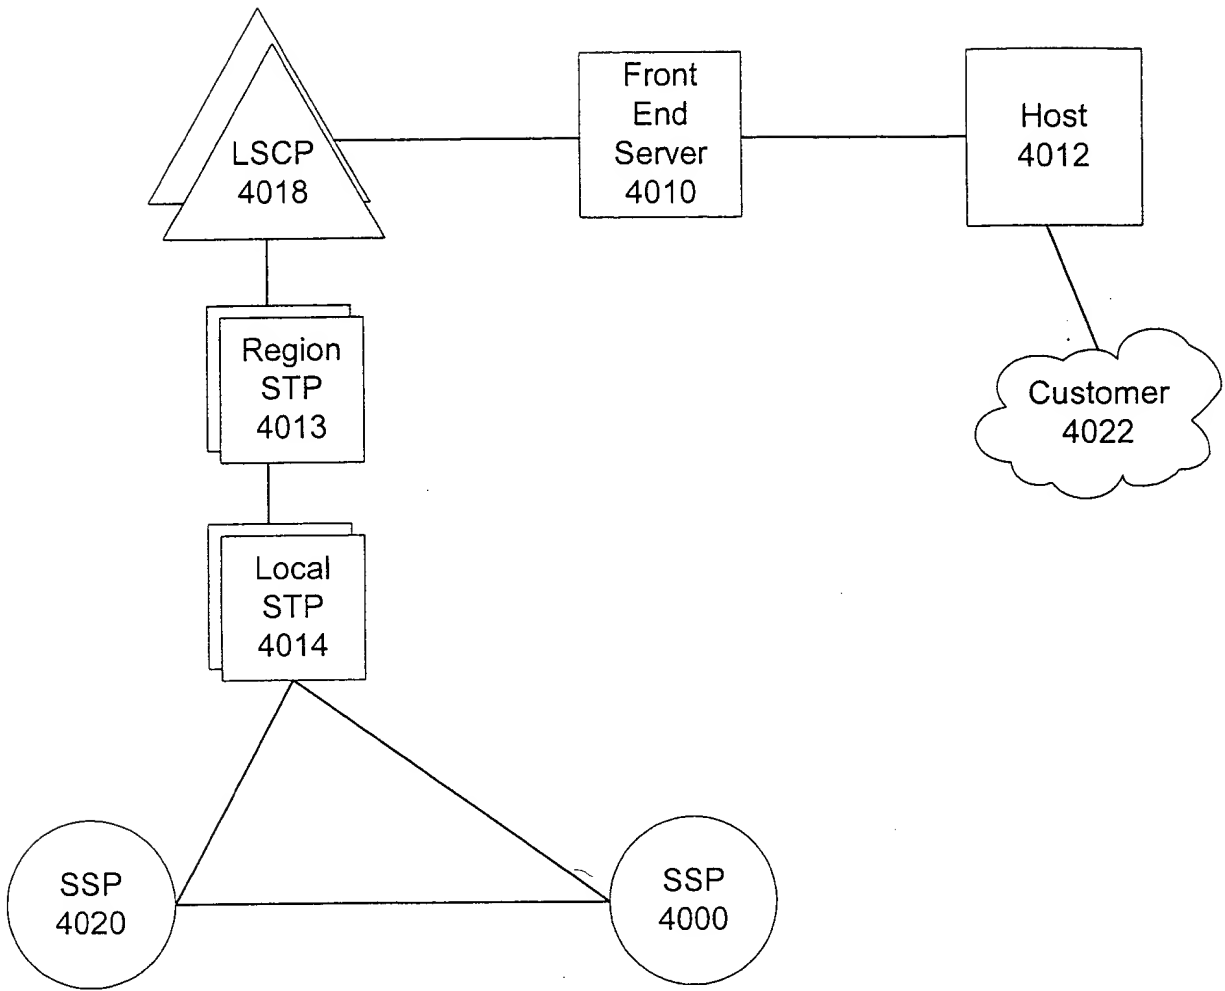 LSCP
4018
Front
End
Server
4010
Host
4012
Region
STP
4013
Customer
4022
Local
STP
4014
SSP
4020
SSP
4000